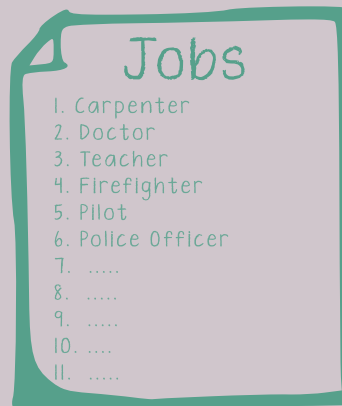 Jobs
1. Carpenter
2. Doctor
3. Teacher
4. Firefighter
5. Pilot
6. Police Officer
7. .....
8. .....
9. .....
10. ....
11. .....